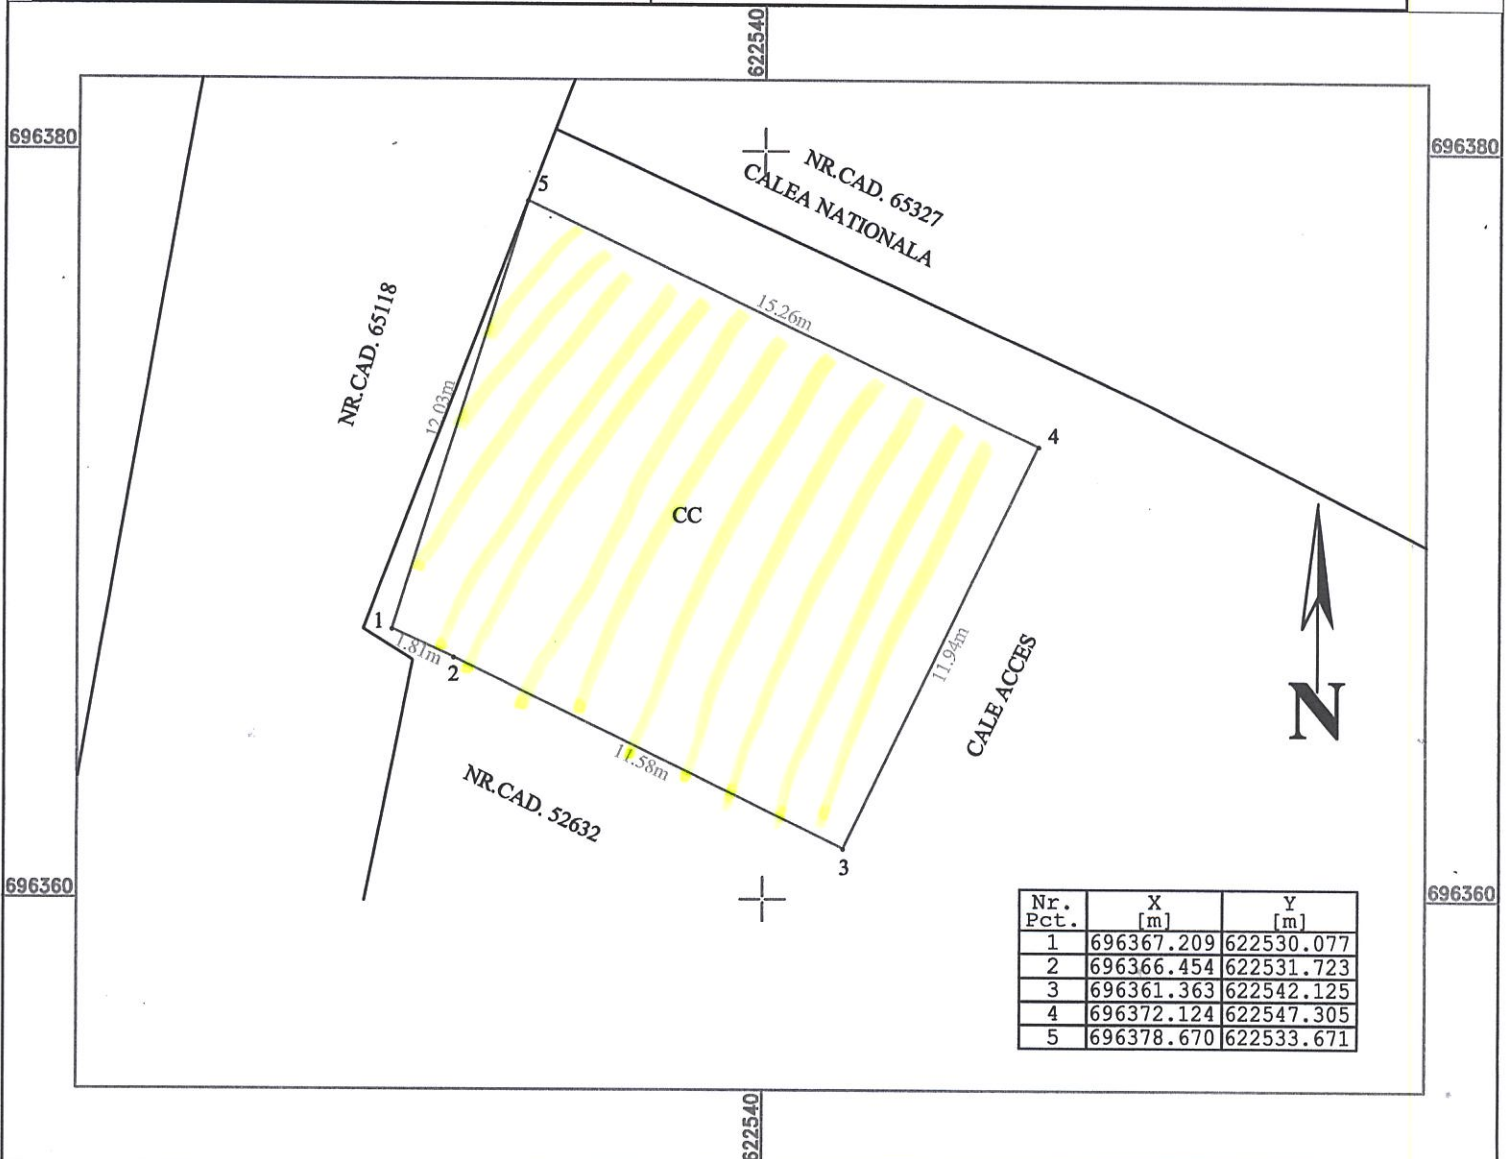 622540
696380
696380
NR.CAD. 65327
CALEA NATIONALA
5
15.26m
NR.CAD. 65118
12.03m
4
CC
1
1.81m
2
11.94m
CALE ACCES
N
11.58m
NR.CAD. 52632
3
696360
696360
Nr. Pct. X [m] Y [m]
1 696367.209 622530.077
2 696366.454 622531.723
3 696361.363 622542.125
4 696372.124 622547.305
5 696378.670 622533.671
622540